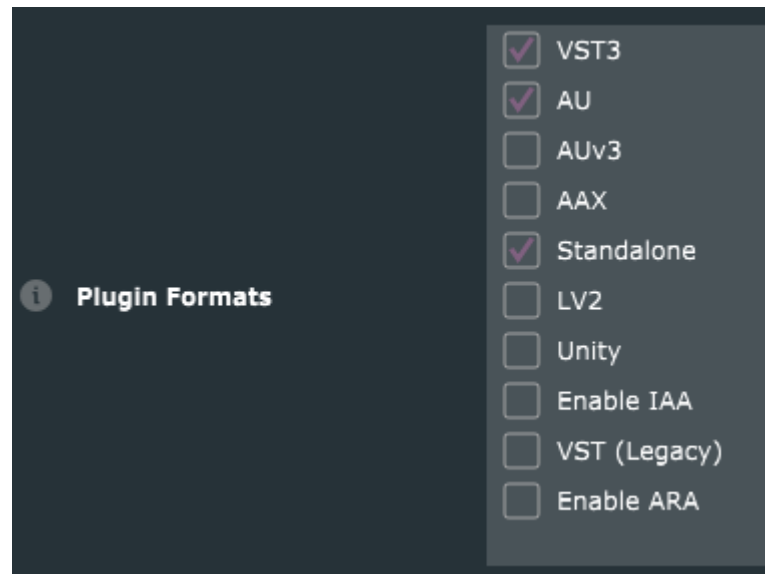 VST3
AU
AUv3
AAX
Standalone
Plugin Formats
LV2
Unity
Enable IAA
VST (Legacy)
Enable ARA